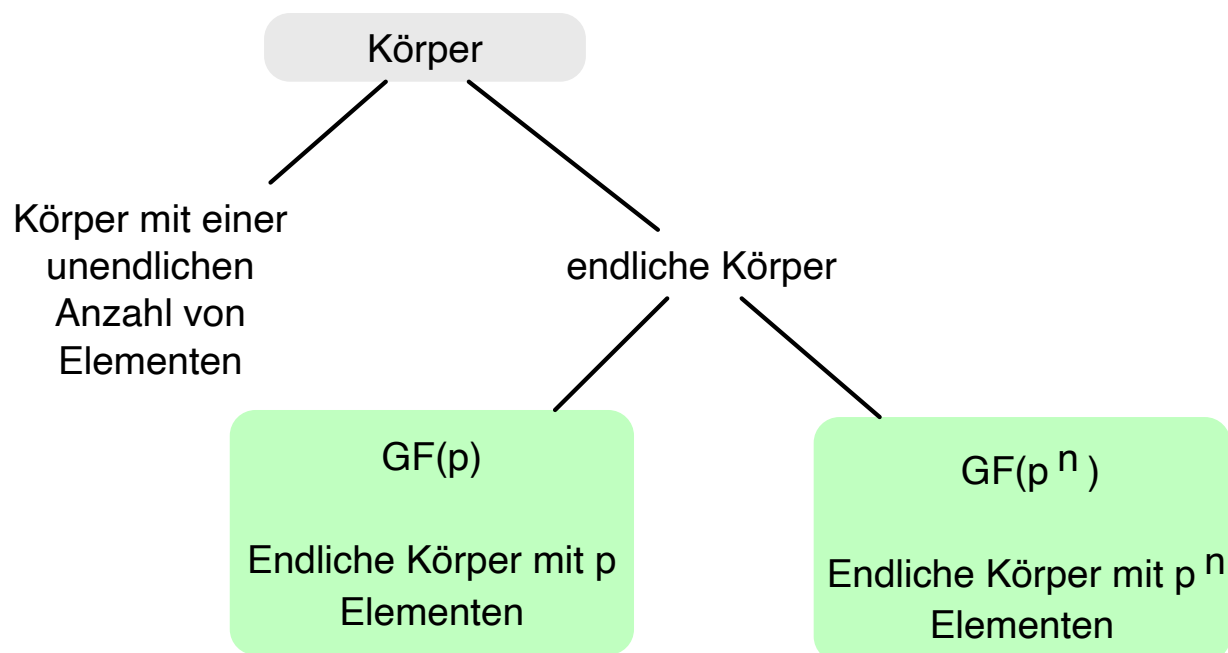 Körper
Körper mit einer
unendlichen
Anzahl von
Elementen
endliche Körper
GF(p)
Endliche Körper mit p
Elementen
GF(p n )
Endliche Körper mit p n
Elementen